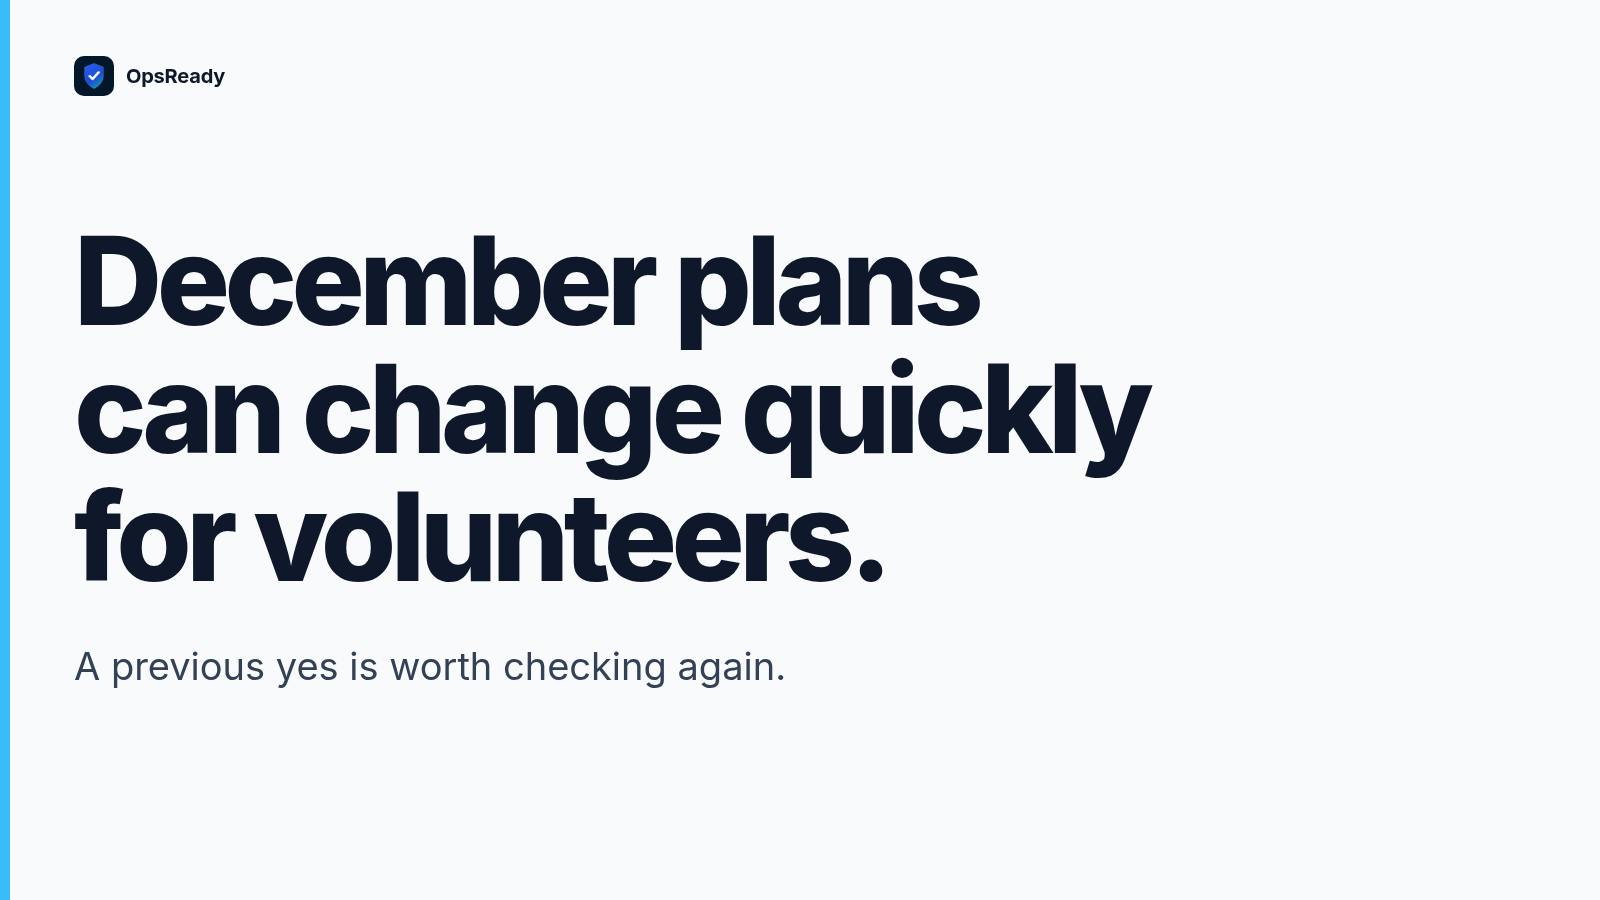 OpsReady
December plans
can change quickly
for volunteers.
A previous yes is worth checking again.